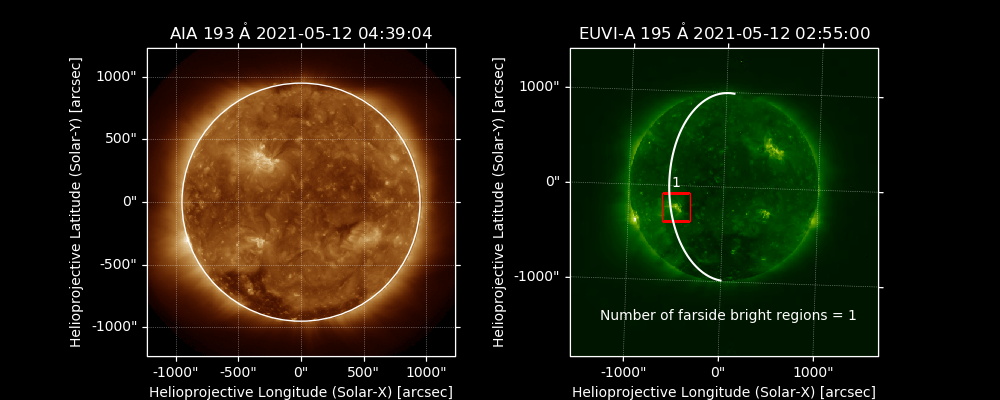 AIA 193 Å 2021-05-12 04:39:04
Helioprojective Latitude (Solar-Y) [arcsec]
1000"
500"
0"
-500"
-1000"
-1000" -500" 0" 500" 1000"
Helioprojective Longitude (Solar-X) [arcsec]
EUVI-A 195 Å 2021-05-12 02:55:00
Helioprojective Latitude (Solar-Y) [arcsec]
1000"
0"
-1000"
1
Number of farside bright regions = 1
-1000" 0" 1000"
Helioprojective Longitude (Solar-X) [arcsec]